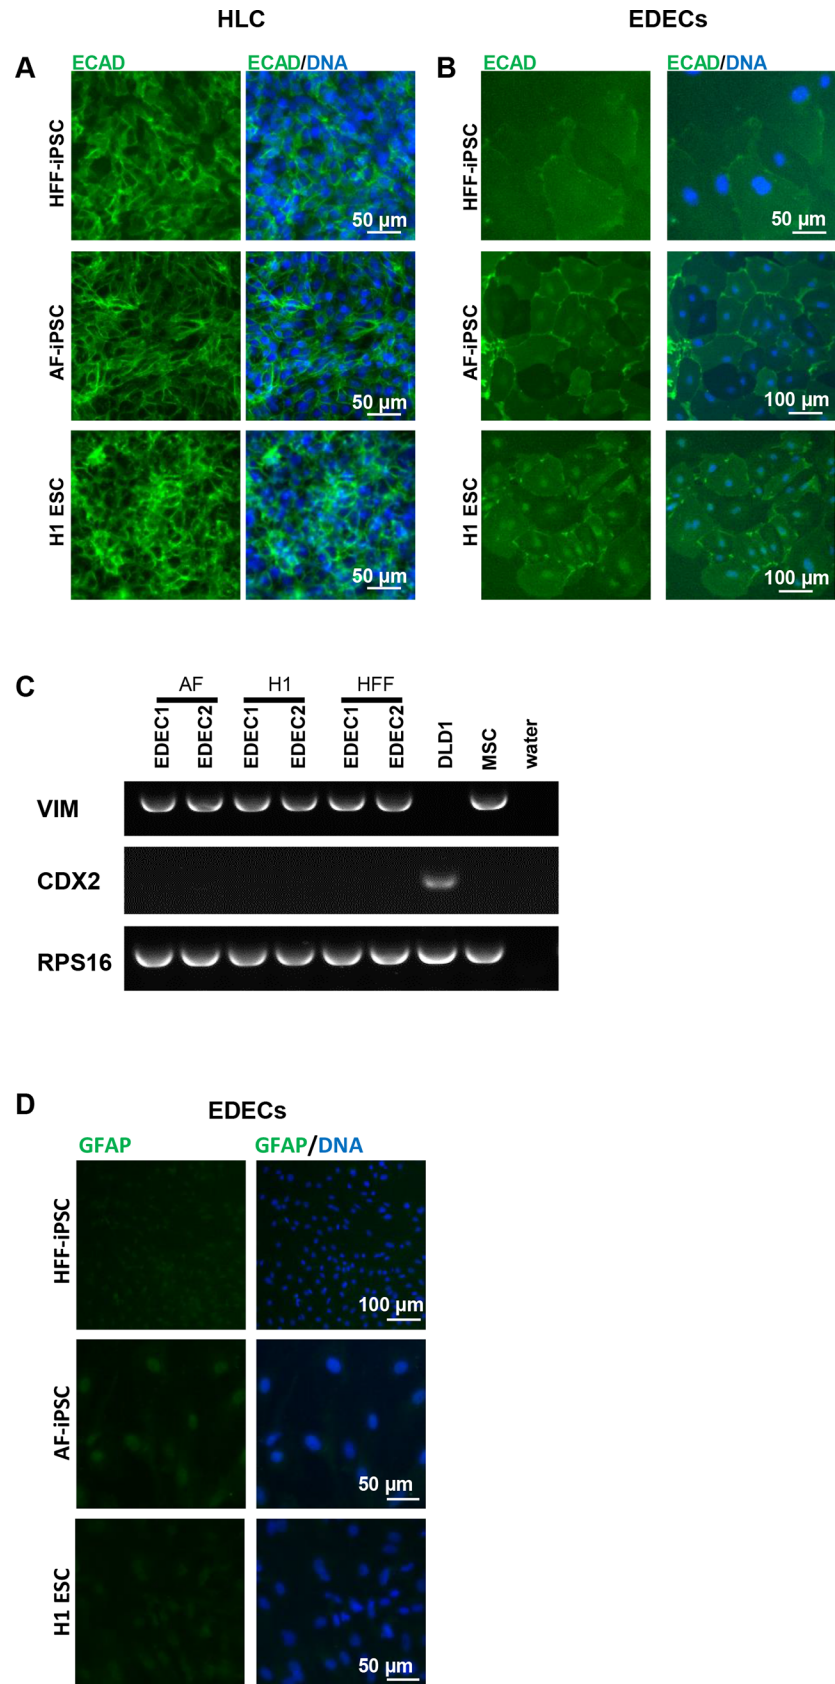 HLC
EDECs
A
ECAD
ECAD/DNA
B
ECAD
ECAD/DNA
HFF-iPSC
50 µm
HFF-iPSC
50 µm
AF-iPSC
50 µm
AF-iPSC
100 µm
H1 ESC
50 µm
H1 ESC
100 µm
C
AF
H1
HFF
EDEC1
EDEC2
EDEC1
EDEC2
EDEC1
EDEC2
DLD1
MSC
water
VIM
CDX2
RPS16
D
EDECs
GFAP
GFAP/DNA
HFF-iPSC
100 µm
AF-iPSC
50 µm
H1 ESC
50 µm